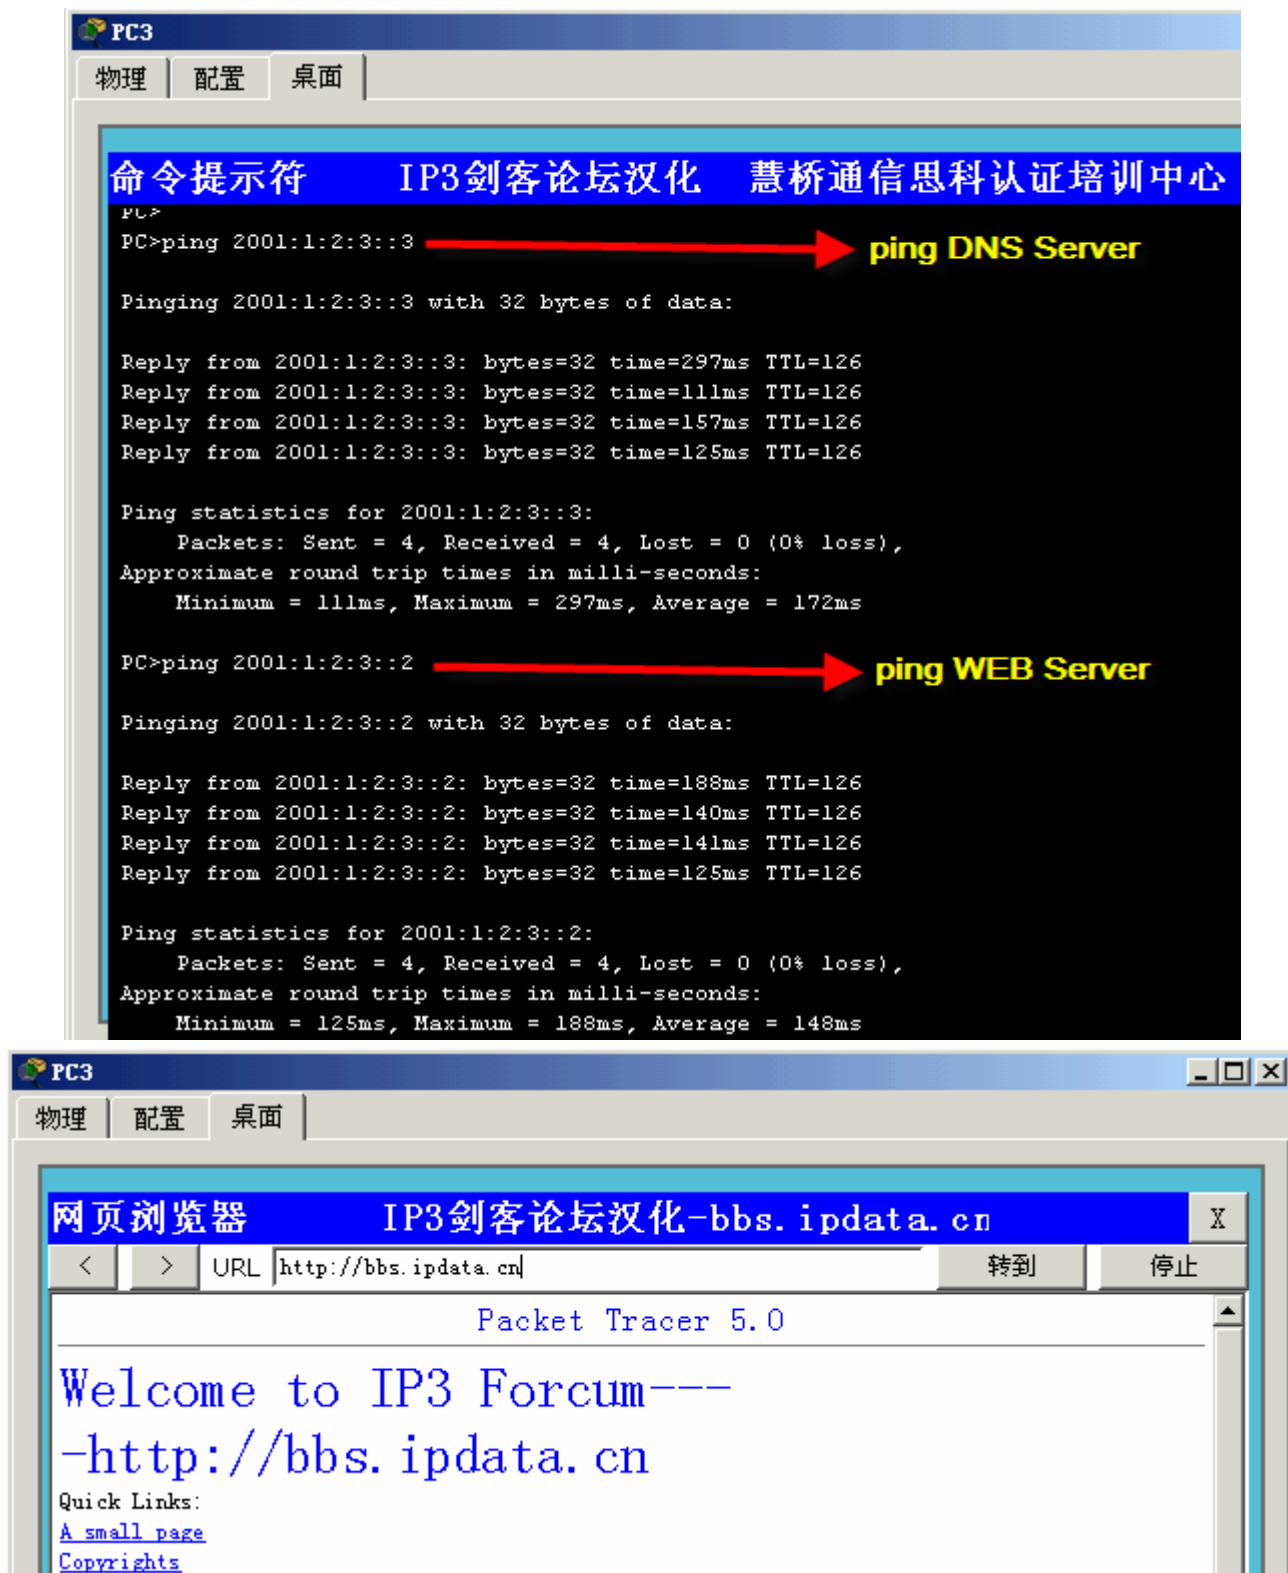 PC3
物理 配置 桌面
命令提示符 IP3剑客论坛汉化 慧桥通信思科认证培训中心
PC>
PC>ping 2001:1:2:3::3 ping DNS Server
Pinging 2001:1:2:3::3 with 32 bytes of data:
Reply from 2001:1:2:3::3: bytes=32 time=297ms TTL=126
Reply from 2001:1:2:3::3: bytes=32 time=111ms TTL=126
Reply from 2001:1:2:3::3: bytes=32 time=157ms TTL=126
Reply from 2001:1:2:3::3: bytes=32 time=125ms TTL=126
Ping statistics for 2001:1:2:3::3:
Packets: Sent = 4, Received = 4, Lost = 0 (0% loss),
Approximate round trip times in milli-seconds:
Minimum = 111ms, Maximum = 297ms, Average = 172ms
PC>ping 2001:1:2:3::2 ping WEB Server
Pinging 2001:1:2:3::2 with 32 bytes of data:
Reply from 2001:1:2:3::2: bytes=32 time=188ms TTL=126
Reply from 2001:1:2:3::2: bytes=32 time=140ms TTL=126
Reply from 2001:1:2:3::2: bytes=32 time=141ms TTL=126
Reply from 2001:1:2:3::2: bytes=32 time=125ms TTL=126
Ping statistics for 2001:1:2:3::2:
Packets: Sent = 4, Received = 4, Lost = 0 (0% loss),
Approximate round trip times in milli-seconds:
Minimum = 125ms, Maximum = 188ms, Average = 148ms
PC3
物理 配置 桌面
网页浏览器 IP3剑客论坛汉化-bbs.ipdata.cn X
< > URL http://bbs.ipdata.cn 转到 停止
Packet Tracer 5.0
Welcome to IP3 Forcum---
-http://bbs.ipdata.cn
Quick Links:
A small page
Copyrights